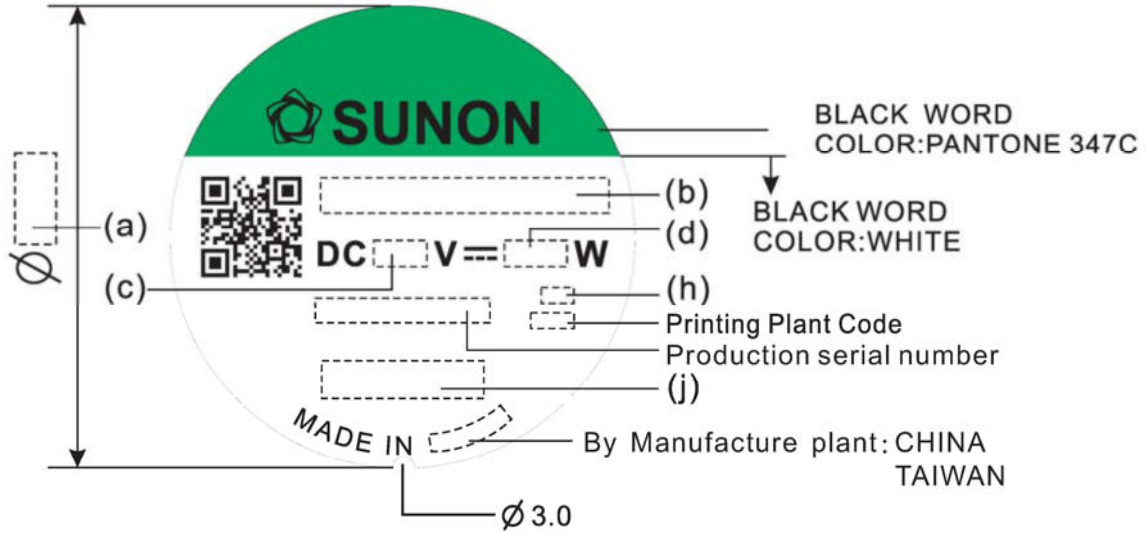 SUNON
BLACK WORD
COLOR:PANTONE 347C
BLACK WORD
COLOR:WHITE
(a)
Ø
(b)
(d)
DC V⎓ W
(c)
(h)
Printing Plant Code
Production serial number
(j)
MADE IN
By Manufacture plant: CHINA
TAIWAN
Ø 3.0